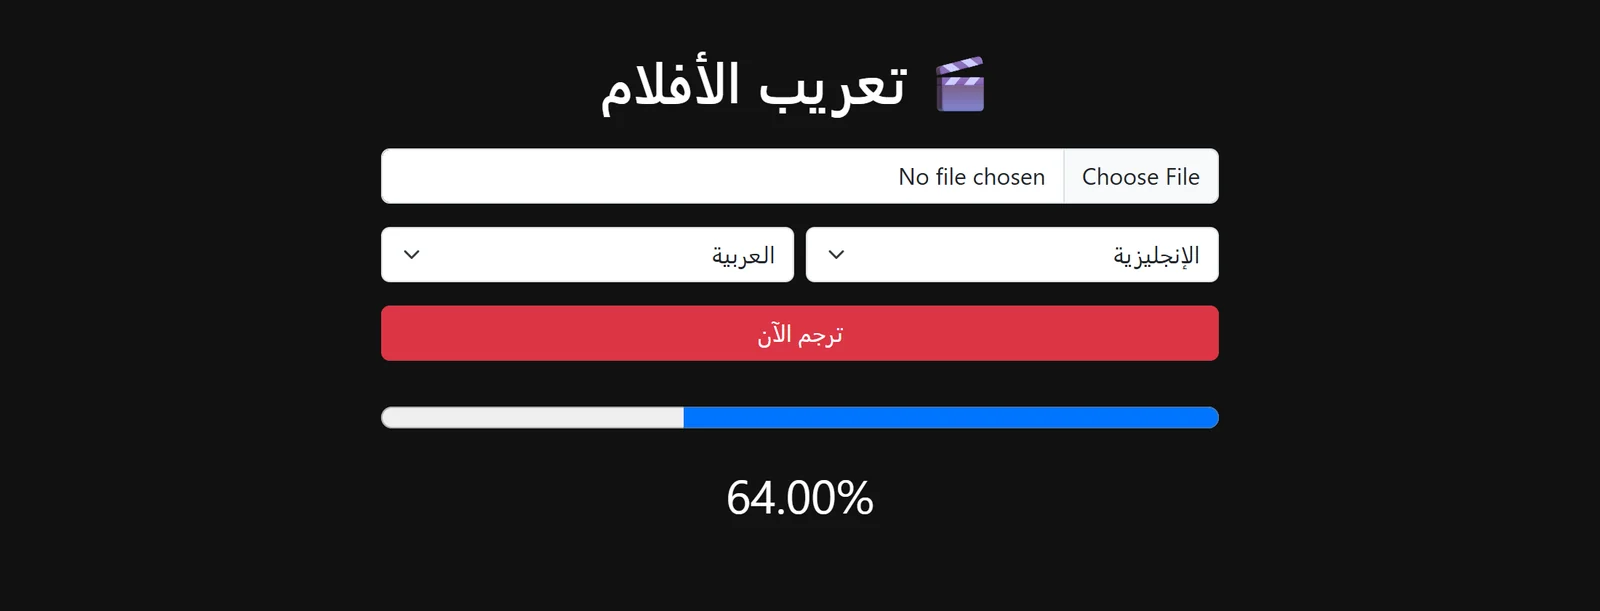 🎬 تعريب الأفلام
Choose File No file chosen
الإنجليزية العربية
ترجم الآن
64.00%